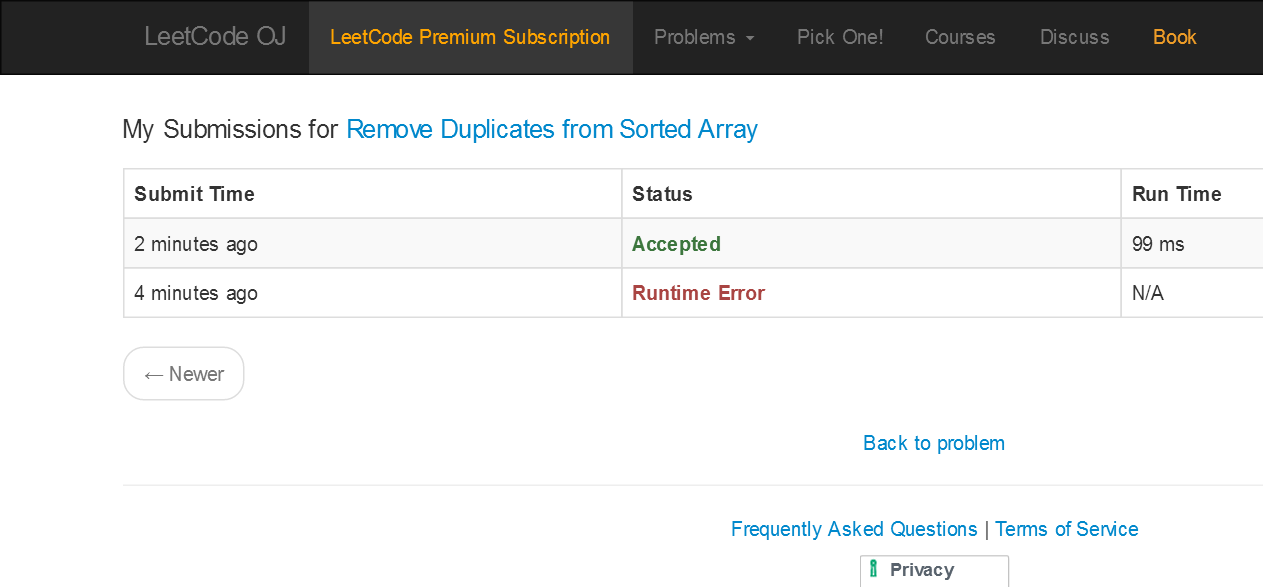 LeetCode OJ LeetCode Premium Subscription Problems Pick One! Courses Discuss Book
My Submissions for Remove Duplicates from Sorted Array
Submit Time Status Run Time
2 minutes ago Accepted 99 ms
4 minutes ago Runtime Error N/A
← Newer
Back to problem
Frequently Asked Questions | Terms of Service
Privacy